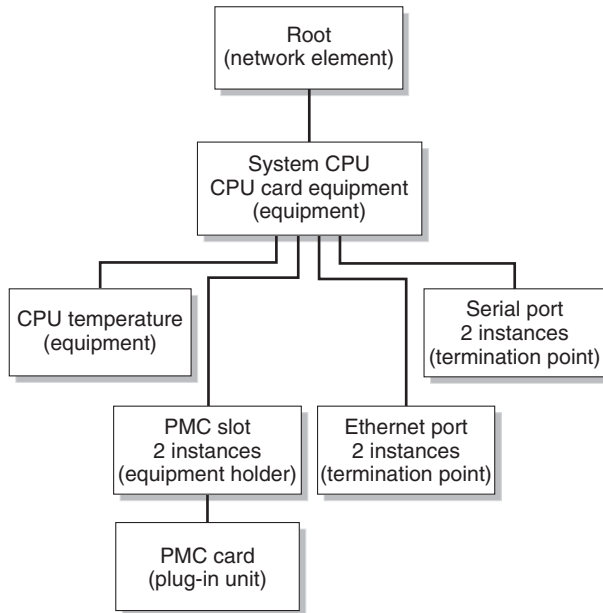 Root
(network element)
System CPU
CPU card equipment
(equipment)
CPU temperature
(equipment)
Serial port
2 instances
(termination point)
PMC slot
2 instances
(equipment holder)
Ethernet port
2 instances
(termination point)
PMC card
(plug-in unit)